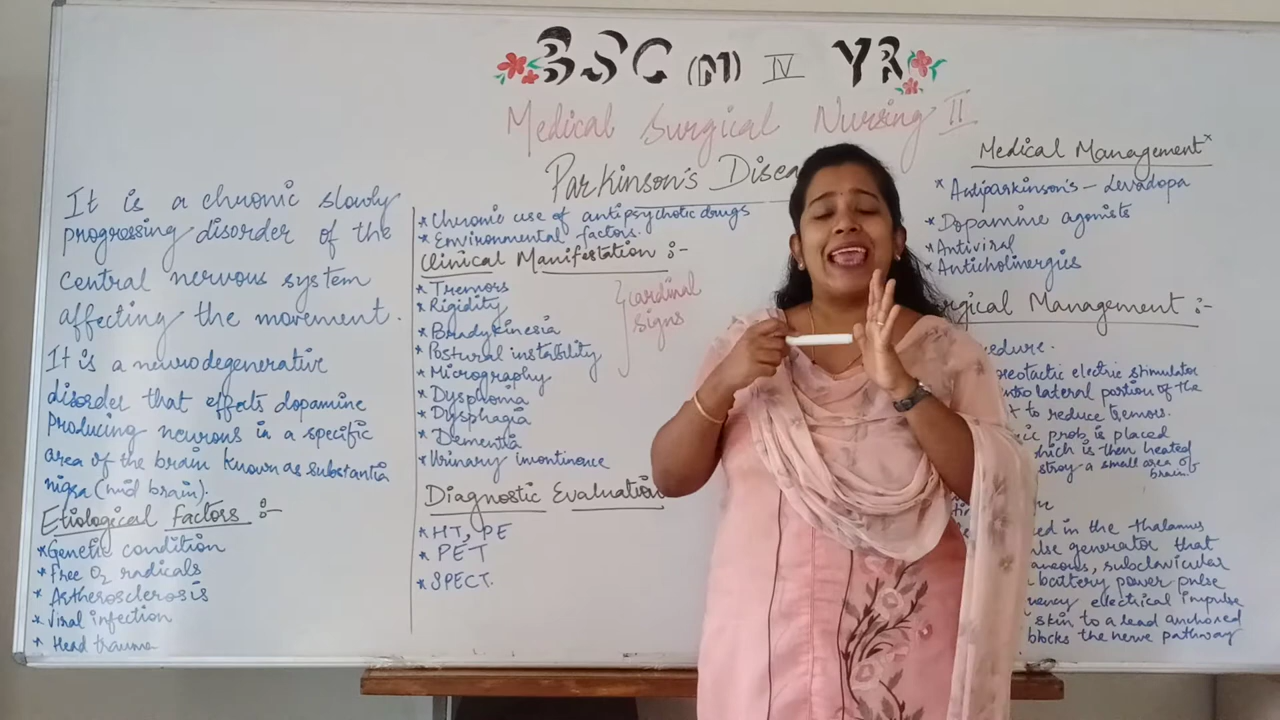 BSC (N) IV YR
Medical Surgical Nursing II
Parkinson's Disea
It is a chronic slowly
progressing disorder of the
central nervous system
affecting the movement.
It is a neurodegenerative
disorder that effects dopamine
Producing neurons in a specific
area of the brain known as substantia
nigra (mid brain).
Etiological factors :-
* Genetic condition
* free O2 radicals
* Astherosclerosis
* Viral infection
* Head trauma
* Chronic use of antipsychotic drugs
* Environmental factors.
Clinical Manifestation :-
* Tremors
* Rigidity
* Bradykinesia
* Postural instability
cardinal
signs
* Micrography
* Dysphonia
* Dysphagia
* Dementia
* Urinary incontinence
Diagnostic Evaluation
* HT, PE
* PET
* SPECT.
Medical Management
* Antiparkinson's - Levadopa
* Dopamine agonists
* Antiviral
* Anticholinergics
rgical Management :-
edure.
reotactic electric stimulator
into lateral portion of the
to reduce tremors.
ic prob is placed
which is then heated
stroy a small area of
brain.
ed in the thalamus
lse generator that
aneous, subclavicular
battery power pulse
uency electrical impulse
skin to a lead anchored
blocks the nerve pathway